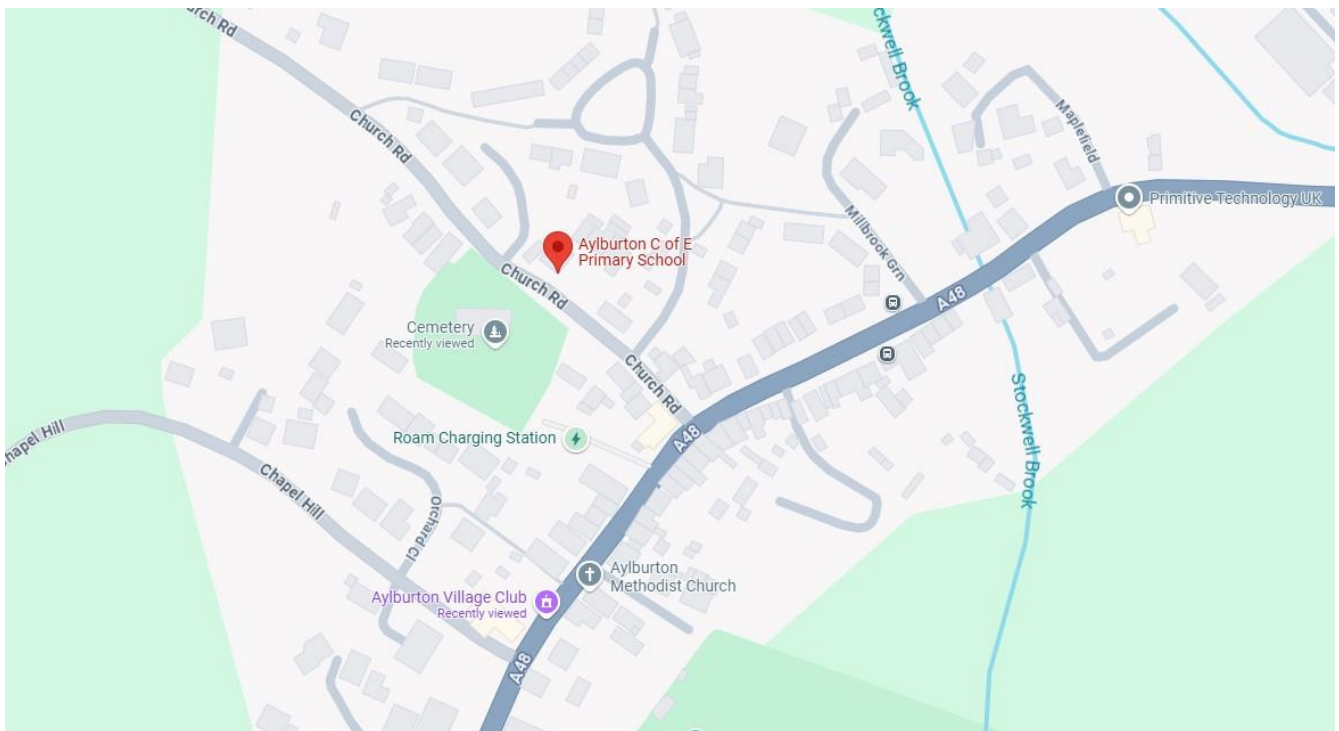 Church Rd
Church Rd
Stockwell Brook
Maplefield
Primitive Technology UK
Millbrook Grn
Aylburton C of E
Primary School
Church Rd
A48
Cemetery
Recently viewed
Church Rd
Stockwell Brook
Roam Charging Station
A48
Chapel Hill
Chapel Hill
Orchard Cl
Aylburton
Methodist Church
Aylburton Village Club
Recently viewed
A48